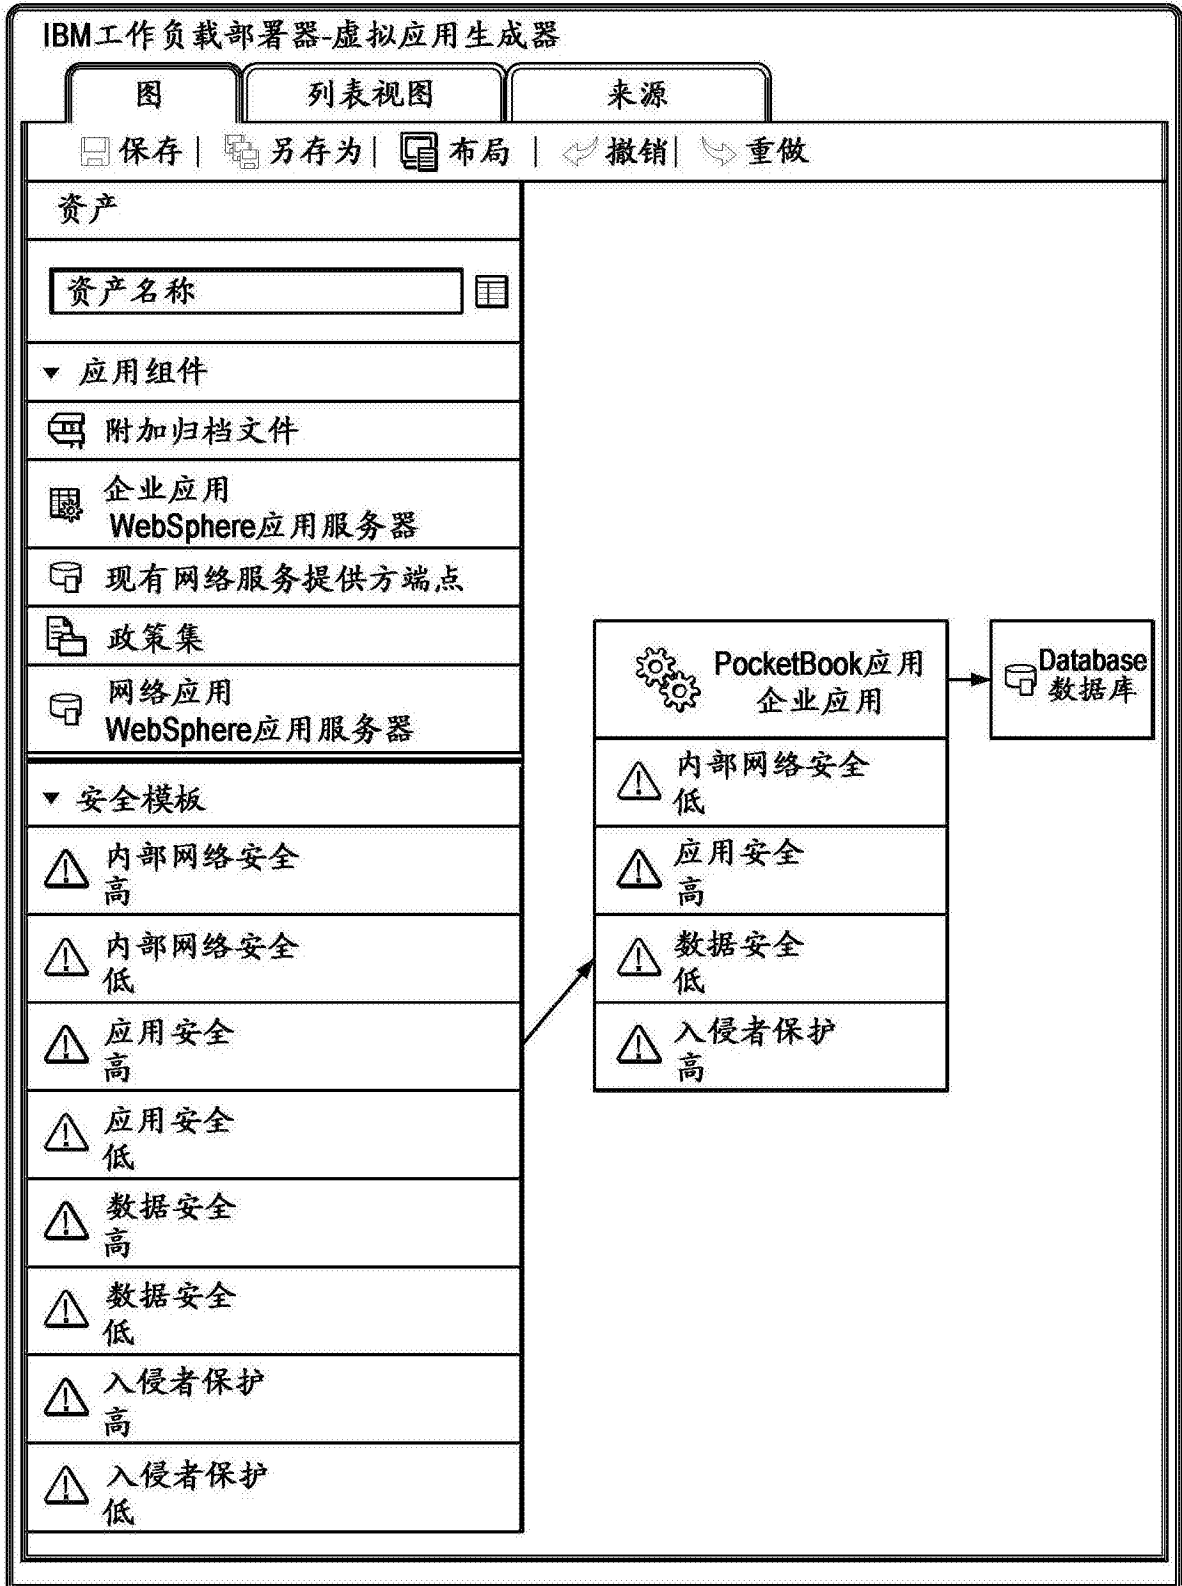 IBM工作负载部署器-虚拟应用生成器
图
列表视图
来源
保存| 另存为| 布局 | 撤销| 重做
资产
资产名称
应用组件
附加归档文件
企业应用
WebSphere应用服务器
现有网络服务提供方端点
政策集
网络应用
WebSphere应用服务器
安全模板
内部网络安全
高
内部网络安全
低
应用安全
高
应用安全
低
数据安全
高
数据安全
低
入侵者保护
高
入侵者保护
低
PocketBook应用
企业应用
内部网络安全
低
应用安全
高
数据安全
低
入侵者保护
高
Database
数据库